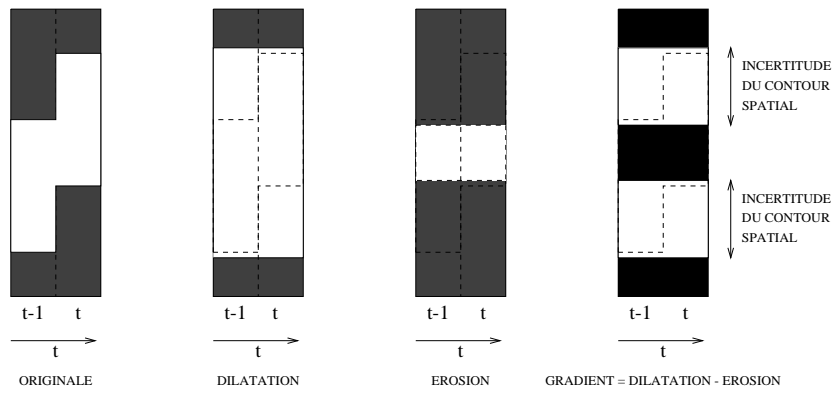 INCERTITUDE
DU CONTOUR
SPATIAL
INCERTITUDE
DU CONTOUR
SPATIAL
t-1 t
t-1 t
t-1 t
t-1 t
t
t
t
t
ORIGINALE
DILATATION
EROSION
GRADIENT = DILATATION - EROSION